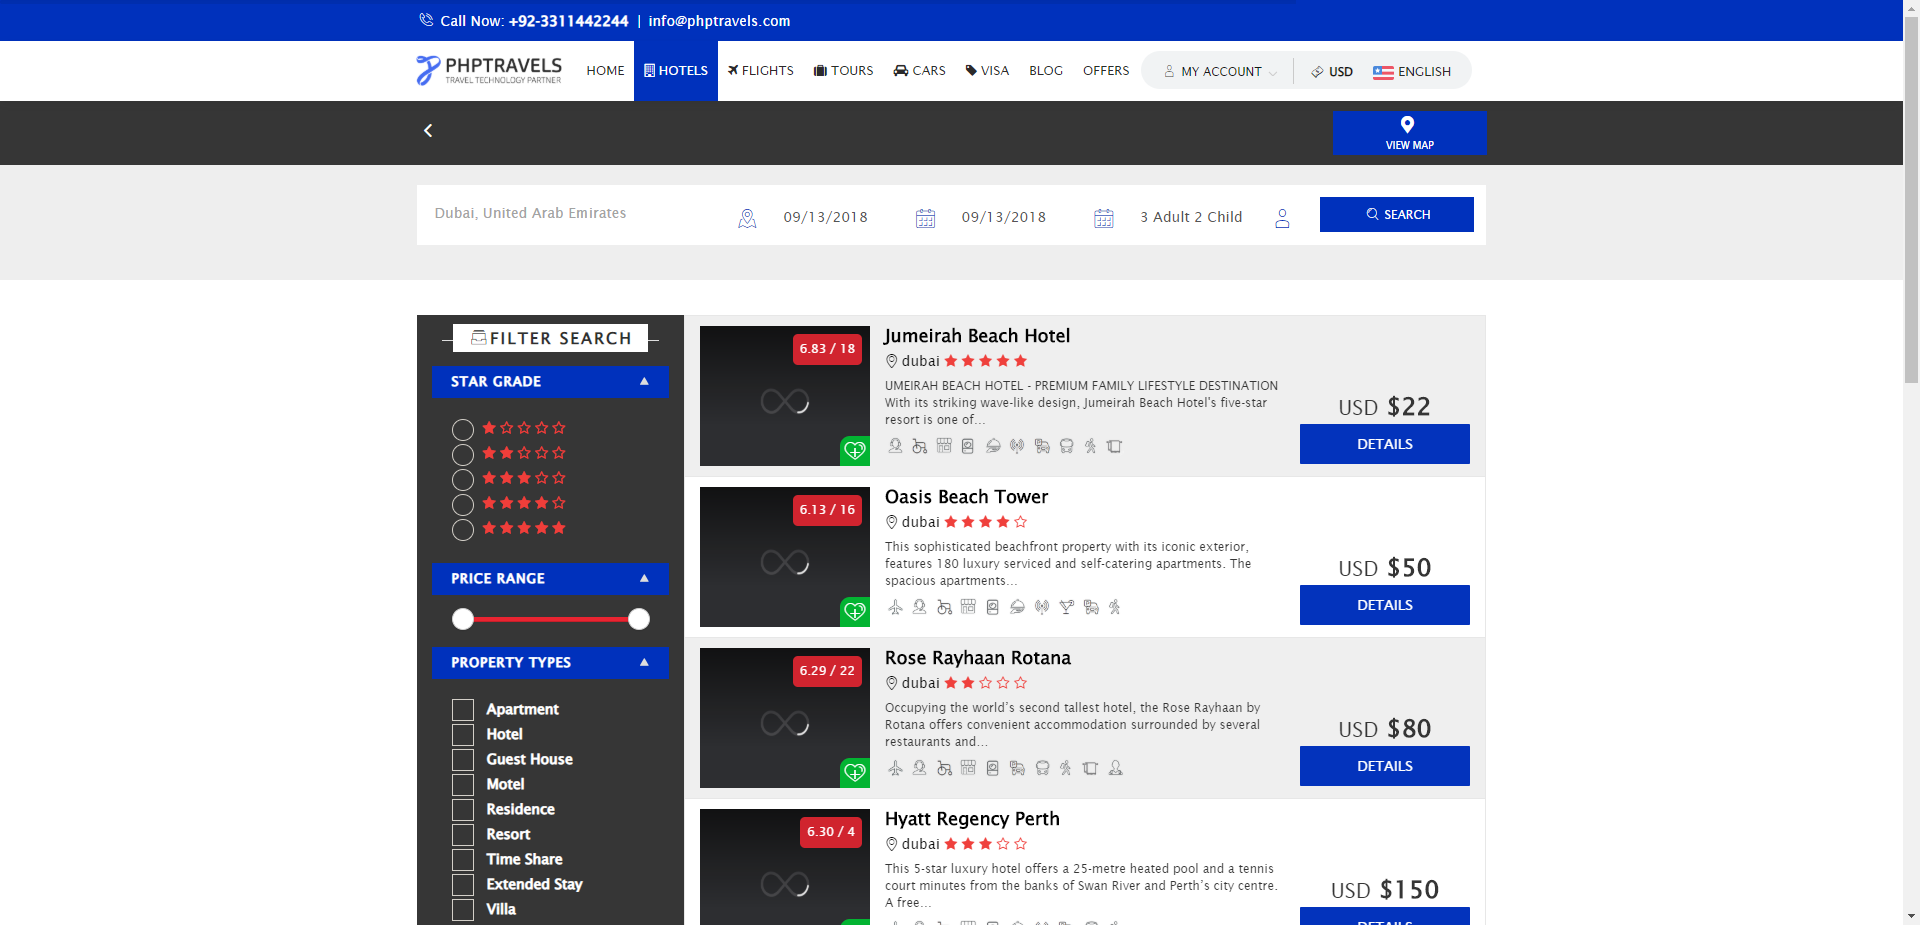 Call Now: +92-3311442244 | info@phptravels.com
PHPTRAVELS
TRAVEL TECHNOLOGY PARTNER
HOME HOTELS FLIGHTS TOURS CARS VISA BLOG OFFERS MY ACCOUNT USD ENGLISH
VIEW MAP
Dubai, United Arab Emirates 09/13/2018 09/13/2018 3 Adult 2 Child SEARCH
FILTER SEARCH
STAR GRADE
PRICE RANGE
PROPERTY TYPES
Apartment
Hotel
Guest House
Motel
Residence
Resort
Time Share
Extended Stay
Villa
6.83 / 18
Jumeirah Beach Hotel
dubai
UMEIRAH BEACH HOTEL - PREMIUM FAMILY LIFESTYLE DESTINATION
With its striking wave-like design, Jumeirah Beach Hotel's five-star
resort is one of...
USD $22
DETAILS
6.13 / 16
Oasis Beach Tower
dubai
This sophisticated beachfront property with its iconic exterior,
features 180 luxury serviced and self-catering apartments. The
spacious apartments...
USD $50
DETAILS
6.29 / 22
Rose Rayhaan Rotana
dubai
Occupying the world's second tallest hotel, the Rose Rayhaan by
Rotana offers convenient accommodation surrounded by several
restaurants and...
USD $80
DETAILS
6.30 / 4
Hyatt Regency Perth
dubai
This 5-star luxury hotel offers a 25-metre heated pool and a tennis
court minutes from the banks of Swan River and Perth's city centre.
A free...
USD $150
DETAILS